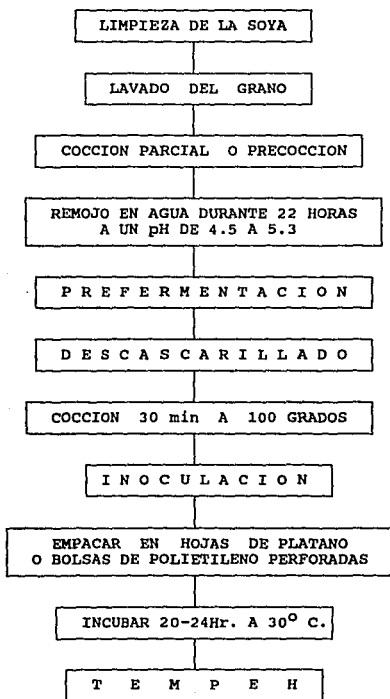 LIMPIEZA DE LA SOYA
LAVADO DEL GRANO
COCCION PARCIAL O PRECOCCION
REMOJO EN AGUA DURANTE 22 HORAS
A UN pH DE 4.5 A 5.3
P R E F E R M E N T A C I O N
D E S C A S C A R I L L A D O
COCCION 30 min A 100 GRADOS
I N O C U L A C I O N
EMPACAR EN HOJAS DE PLATANO
O BOLSAS DE POLIETILENO PERFORADAS
INCUBAR 20-24Hr. A 30° C.
T E M P E H